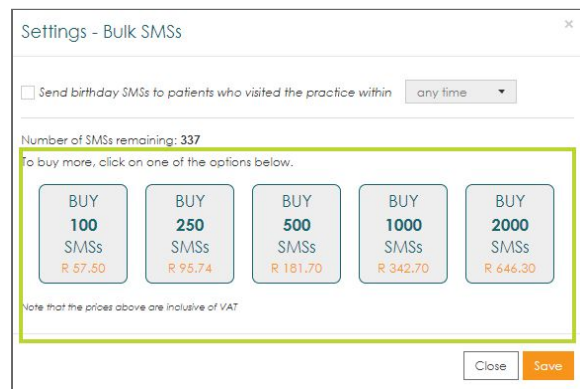 Settings - Bulk SMSs
×
Send birthday SMSs to patients who visited the practice within any time
Number of SMSs remaining: 337
To buy more, click on one of the options below.
BUY
100
SMSs
R 57.50
BUY
250
SMSs
R 95.74
BUY
500
SMSs
R 181.70
BUY
1000
SMSs
R 342.70
BUY
2000
SMSs
R 646.30
Note that the prices above are inclusive of VAT
Close
Save